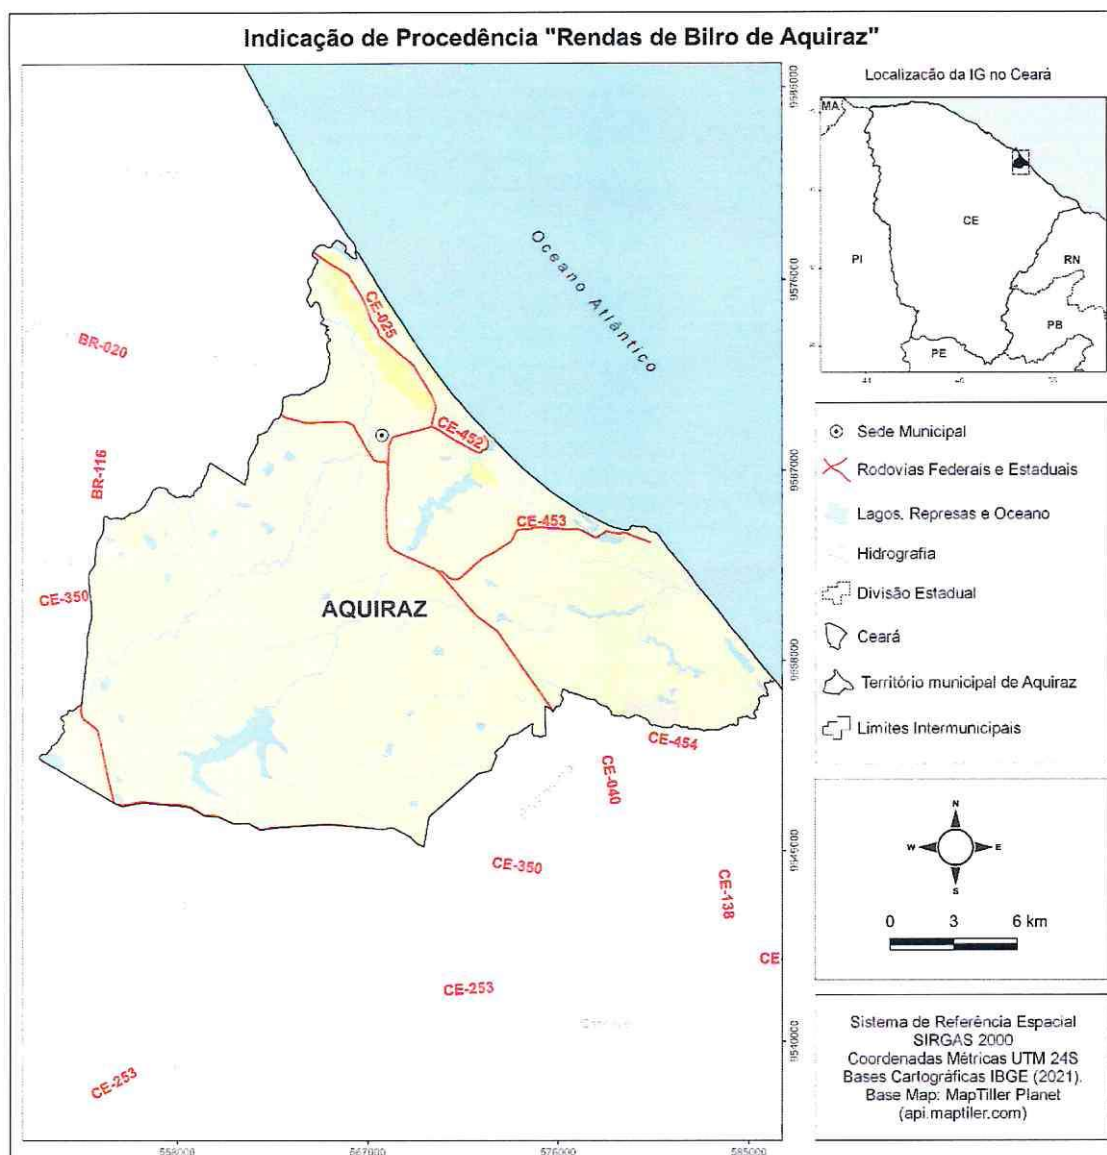 Indicação de Procedência "Rendas de Bilro de Aquiraz"
Localização da IG no Ceará
MA
CE
PI
RN
PB
PE
Oceano Atlântico
CE-025
BR-020
CE-452
BR-116
CE-453
CE-350
AQUIRAZ
CE-454
CE-040
CE-350
CE-138
CE
CE-253
CE-253
9585000
9576000
9567000
9558000
9540000
558000
567000
576000
585000
Sede Municipal
Rodovias Federais e Estaduais
Lagos, Represas e Oceano
Hidrografia
Divisão Estadual
Ceará
Território municipal de Aquiraz
Limites Intermunicipais
N
W
E
S
0 3 6 km
Sistema de Referência Espacial
SIRGAS 2000
Coordenadas Métricas UTM 24S
Bases Cartográficas IBGE (2021).
Base Map: MapTiller Planet
(api.maptiler.com)